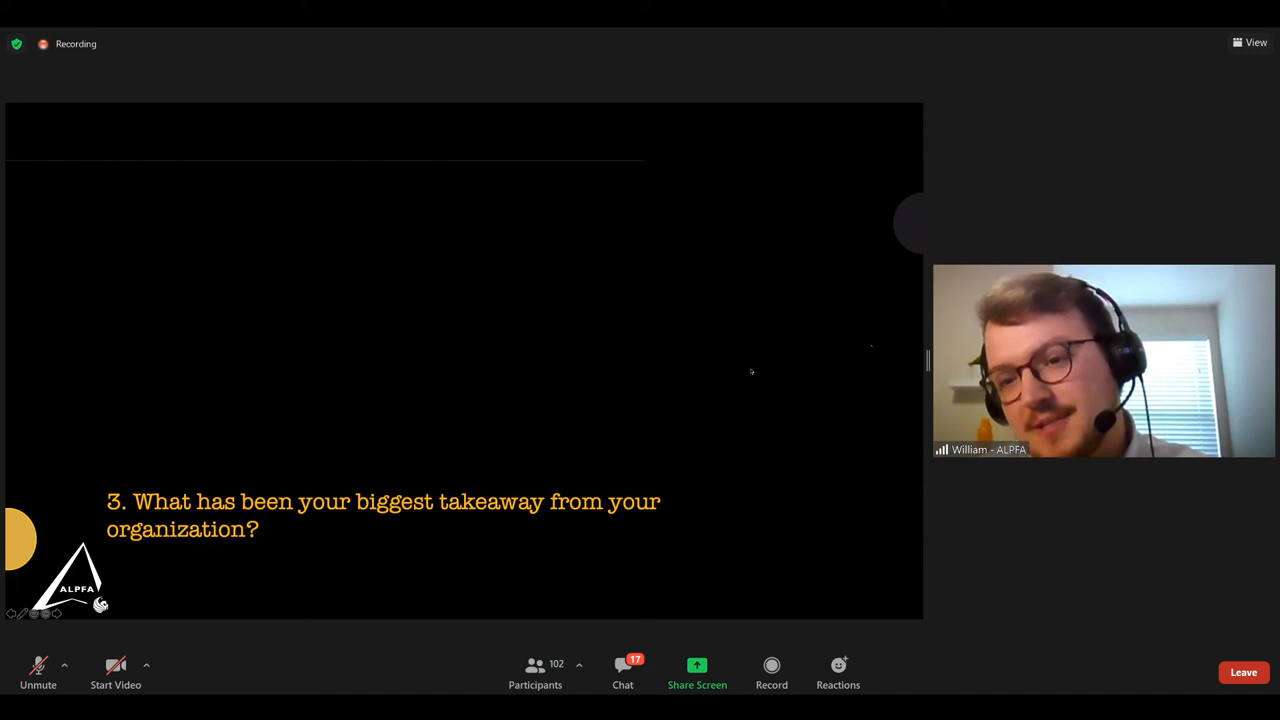 Recording
View
3. What has been your biggest takeaway from your
organization?
ALPFA
William - ALPFA
Unmute
Start Video
Participants
102
Chat
17
Share Screen
Record
Reactions
Leave